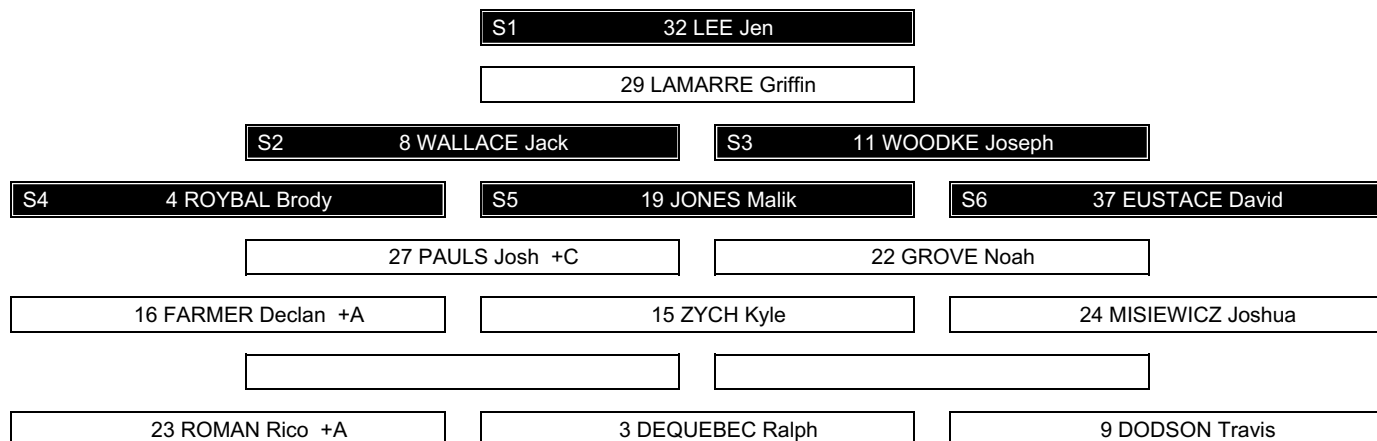 S1 32 LEE Jen
29 LAMARRE Griffin
S2 8 WALLACE Jack S3 11 WOODKE Joseph
S4 4 ROYBAL Brody S5 19 JONES Malik S6 37 EUSTACE David
27 PAULS Josh +C 22 GROVE Noah
16 FARMER Declan +A 15 ZYCH Kyle 24 MISIEWICZ Joshua
23 ROMAN Rico +A 3 DEQUEBEC Ralph 9 DODSON Travis